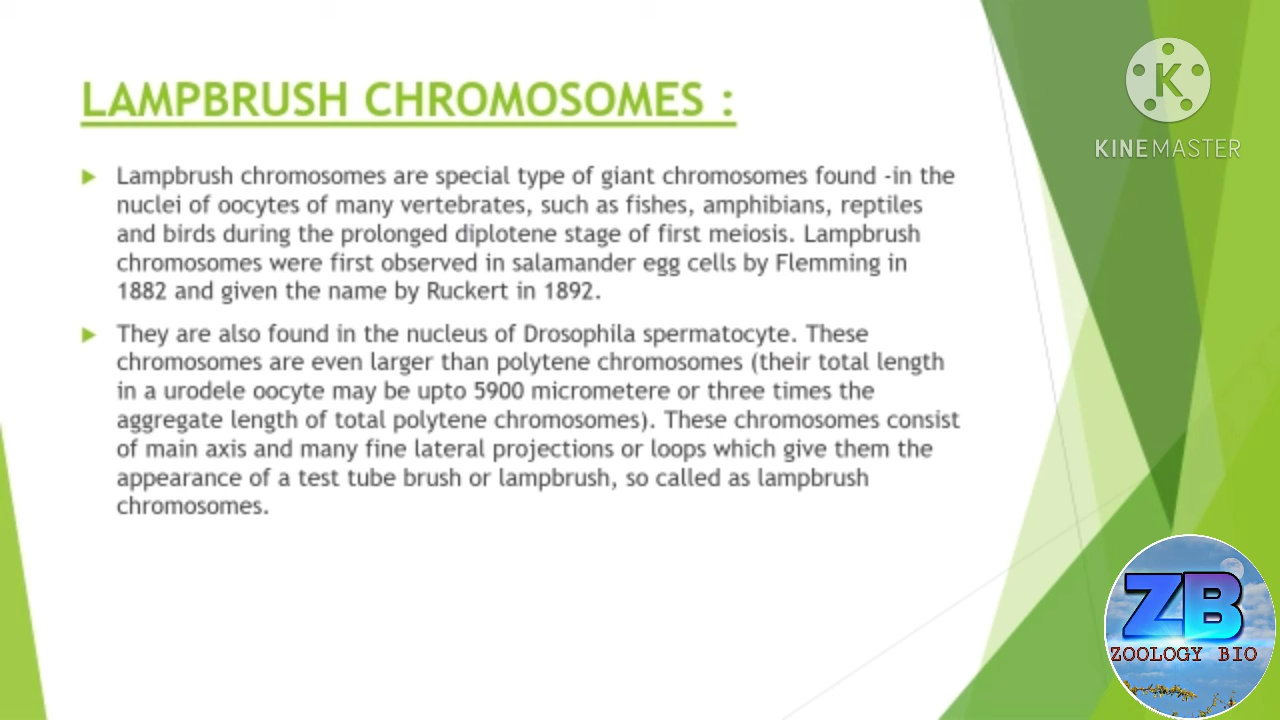 LAMPBRUSH CHROMOSOMES :
Lampbrush chromosomes are special type of giant chromosomes found -in the
nuclei of oocytes of many vertebrates, such as fishes, amphibians, reptiles
and birds during the prolonged diplotene stage of first meiosis. Lampbrush
chromosomes were first observed in salamander egg cells by Flemming in
1882 and given the name by Ruckert in 1892.
They are also found in the nucleus of Drosophila spermatocyte. These
chromosomes are even larger than polytene chromosomes (their total length
in a urodele oocyte may be upto 5900 micrometere or three times the
aggregate length of total polytene chromosomes). These chromosomes consist
of main axis and many fine lateral projections or loops which give them the
appearance of a test tube brush or lampbrush, so called as lampbrush
chromosomes.
K
KINEMASTER
ZB
ZOOLOGY BIO